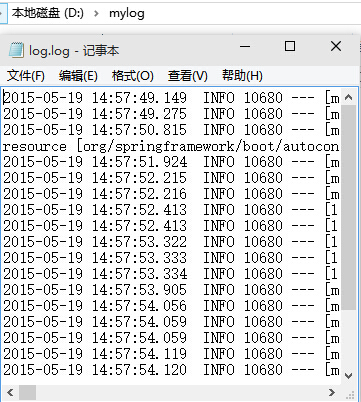 本地磁盘 (D:) › mylog
log.log - 记事本
文件(F) 编辑(E) 格式(O) 查看(V) 帮助(H)
2015-05-19 14:57:49.149  INFO 10680 --- [m
2015-05-19 14:57:49.275  INFO 10680 --- [m
2015-05-19 14:57:50.815  INFO 10680 --- [m
resource [org/springframework/boot/autocon
2015-05-19 14:57:51.924  INFO 10680 --- [m
2015-05-19 14:57:52.215  INFO 10680 --- [m
2015-05-19 14:57:52.216  INFO 10680 --- [m
2015-05-19 14:57:52.413  INFO 10680 --- [1
2015-05-19 14:57:52.413  INFO 10680 --- [1
2015-05-19 14:57:53.322  INFO 10680 --- [1
2015-05-19 14:57:53.333  INFO 10680 --- [1
2015-05-19 14:57:53.334  INFO 10680 --- [1
2015-05-19 14:57:53.905  INFO 10680 --- [m
2015-05-19 14:57:54.056  INFO 10680 --- [m
2015-05-19 14:57:54.059  INFO 10680 --- [m
2015-05-19 14:57:54.059  INFO 10680 --- [m
2015-05-19 14:57:54.119  INFO 10680 --- [m
2015-05-19 14:57:54.120  INFO 10680 --- [m